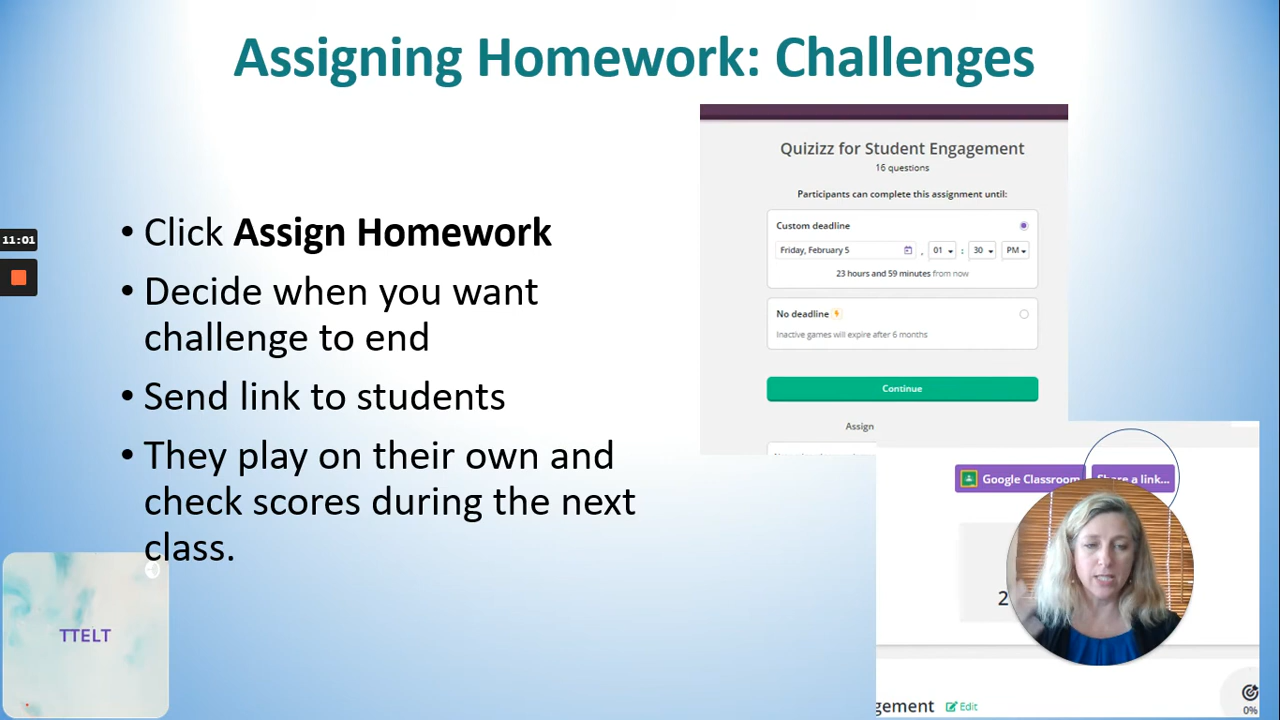 Assigning Homework: Challenges
Quizizz for Student Engagement
16 questions
Participants can complete this assignment until:
Custom deadline
Friday, February 5 , 01 : 30 PM
23 hours and 59 minutes from now
No deadline
Inactive games will expire after 6 months
Continue
Assign
• Click Assign Homework
• Decide when you want
challenge to end
• Send link to students
• They play on their own and
check scores during the next
class.
11:01
TTELT
Google Classroom
Share a link...
2
gement Edit
0%